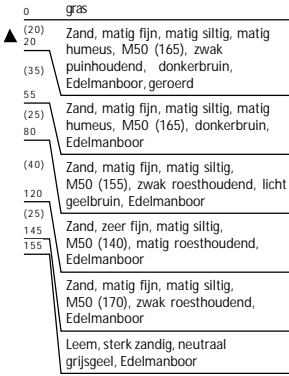 0 gras
(20) Zand, matig fijn, matig siltig, matig
20 humeus, M50 (165), zwak
puinhoudend, donkerbruin,
(35) Edelmanboor, geroerd
55 Zand, matig fijn, matig siltig, matig
(25) humeus, M50 (165), donkerbruin,
80 Edelmanboor
(40) Zand, matig fijn, matig siltig,
M50 (155), zwak roesthoudend, licht
geelbruin, Edelmanboor
120
(25) Zand, zeer fijn, matig siltig,
145 M50 (140), matig roesthoudend,
155 Edelmanboor
Zand, matig fijn, matig siltig,
M50 (170), zwak roesthoudend,
Edelmanboor
Leem, sterk zandig, neutraal
grijsgeel, Edelmanboor